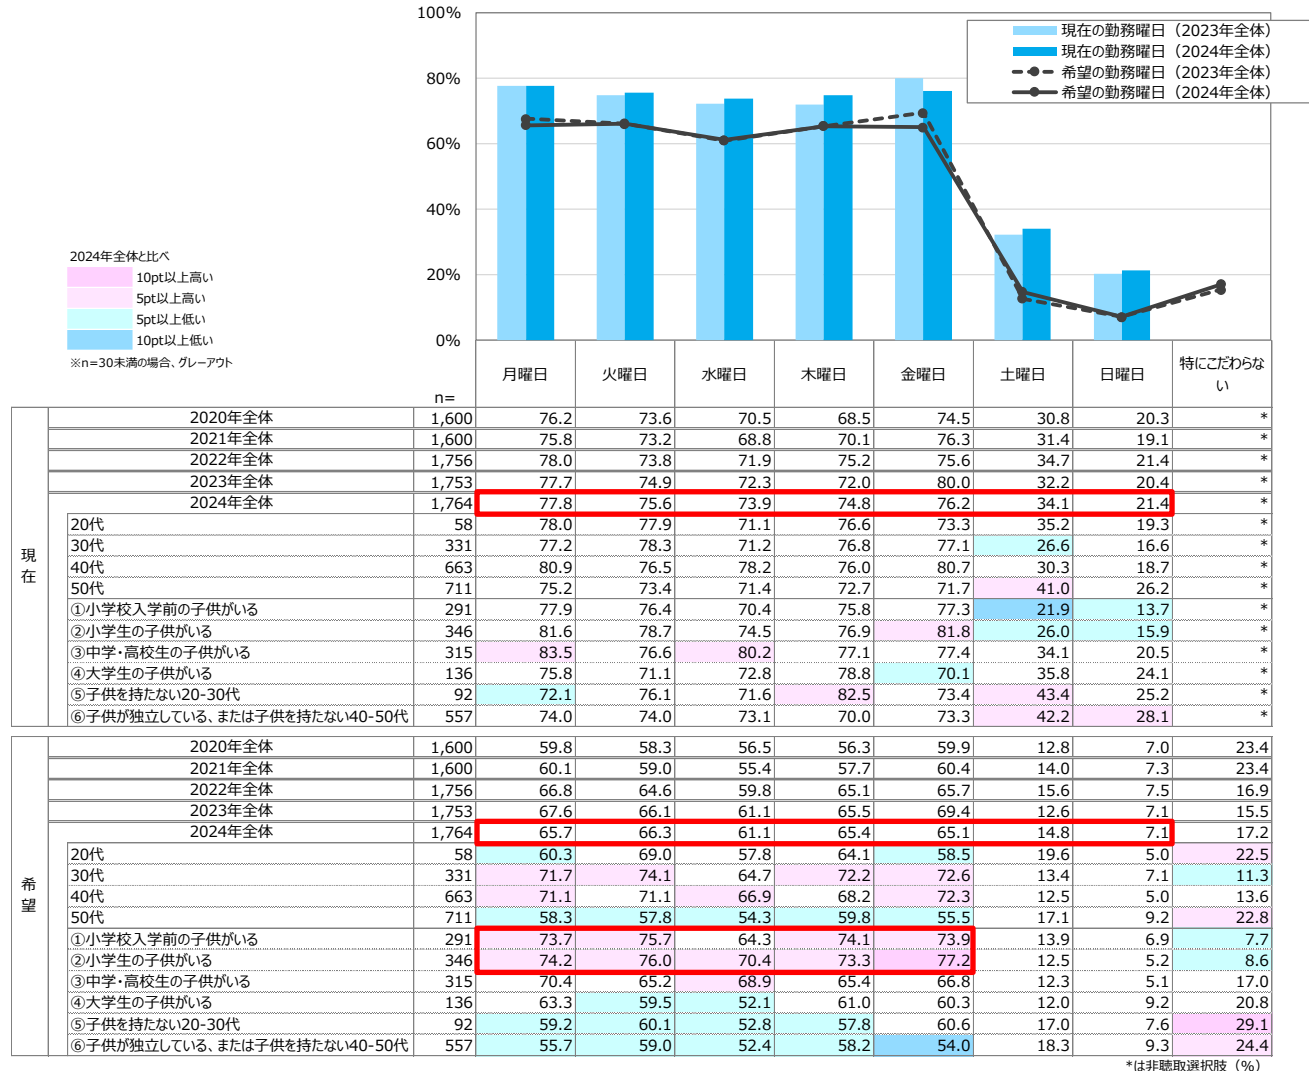 100%
80%
60%
40%
20%
0%
現在の勤務曜日（2023年全体）
現在の勤務曜日（2024年全体）
希望の勤務曜日（2023年全体）
希望の勤務曜日（2024年全体）
2024年全体と比べ
10pt以上高い
5pt以上高い
5pt以上低い
10pt以上低い
※n=30未満の場合、グレーアウト
n= 月曜日 火曜日 水曜日 木曜日 金曜日 土曜日 日曜日 特にこだわらない
現在
2020年全体 1,600 76.2 73.6 70.5 68.5 74.5 30.8 20.3 *
2021年全体 1,600 75.8 73.2 68.8 70.1 76.3 31.4 19.1 *
2022年全体 1,756 78.0 73.8 71.9 75.2 75.6 34.7 21.4 *
2023年全体 1,753 77.7 74.9 72.3 72.0 80.0 32.2 20.4 *
2024年全体 1,764 77.8 75.6 73.9 74.8 76.2 34.1 21.4 *
20代 58 78.0 77.9 71.1 76.6 73.3 35.2 19.3 *
30代 331 77.2 78.3 71.2 76.8 77.1 26.6 16.6 *
40代 663 80.9 76.5 78.2 76.0 80.7 30.3 18.7 *
50代 711 75.2 73.4 71.4 72.7 71.7 41.0 26.2 *
①小学校入学前の子供がいる 291 77.9 76.4 70.4 75.8 77.3 21.9 13.7 *
②小学生の子供がいる 346 81.6 78.7 74.5 76.9 81.8 26.0 15.9 *
③中学・高校生の子供がいる 315 83.5 76.6 80.2 77.1 77.4 34.1 20.5 *
④大学生の子供がいる 136 75.8 71.1 72.8 78.8 70.1 35.8 24.1 *
⑤子供を持たない20-30代 92 72.1 76.1 71.6 82.5 73.4 43.4 25.2 *
⑥子供が独立している、または子供を持たない40-50代 557 74.0 74.0 73.1 70.0 73.3 42.2 28.1 *
希望
2020年全体 1,600 59.8 58.3 56.5 56.3 59.9 12.8 7.0 23.4
2021年全体 1,600 60.1 59.0 55.4 57.7 60.4 14.0 7.3 23.4
2022年全体 1,756 66.8 64.6 59.8 65.1 65.7 15.6 7.5 16.9
2023年全体 1,753 67.6 66.1 61.1 65.5 69.4 12.6 7.1 15.5
2024年全体 1,764 65.7 66.3 61.1 65.4 65.1 14.8 7.1 17.2
20代 58 60.3 69.0 57.8 64.1 58.5 19.6 5.0 22.5
30代 331 71.7 74.1 64.7 72.2 72.6 13.4 7.1 11.3
40代 663 71.1 71.1 66.9 68.2 72.3 12.5 5.0 13.6
50代 711 58.3 57.8 54.3 59.8 55.5 17.1 9.2 22.8
①小学校入学前の子供がいる 291 73.7 75.7 64.3 74.1 73.9 13.9 6.9 7.7
②小学生の子供がいる 346 74.2 76.0 70.4 73.3 77.2 12.5 5.2 8.6
③中学・高校生の子供がいる 315 70.4 65.2 68.9 65.4 66.8 12.3 5.1 17.0
④大学生の子供がいる 136 63.3 59.5 52.1 61.0 60.3 12.0 9.2 20.8
⑤子供を持たない20-30代 92 59.2 60.1 52.8 57.8 60.6 17.0 7.6 29.1
⑥子供が独立している、または子供を持たない40-50代 557 55.7 59.0 52.4 58.2 54.0 18.3 9.3 24.4
*は非聴取選択肢（%）